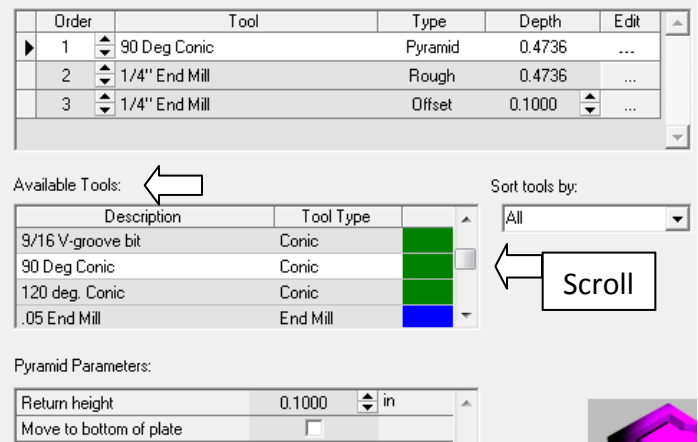 Order Tool Type Depth Edit
1 90 Deg Conic Pyramid 0.4736 ...
2 1/4" End Mill Rough 0.4736 ...
3 1/4" End Mill Offset 0.1000 ...
Available Tools:
Sort tools by:
Description Tool Type
All
9/16 V-groove bit Conic
90 Deg Conic Conic
120 deg. Conic Conic
.05 End Mill End Mill
Scroll
Pyramid Parameters:
Return height 0.1000 in
Move to bottom of plate